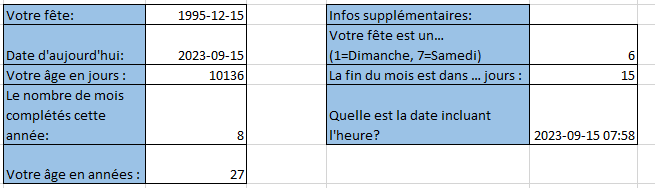 Votre fête: 1995-12-15
Date d'aujourd'hui: 2023-09-15
Votre âge en jours : 10136
Le nombre de mois
complétés cette
année: 8
Votre âge en années : 27
Infos supplémentaires:
Votre fête est un...
(1=Dimanche, 7=Samedi) 6
La fin du mois est dans ... jours : 15
Quelle est la date incluant
l'heure? 2023-09-15 07:58